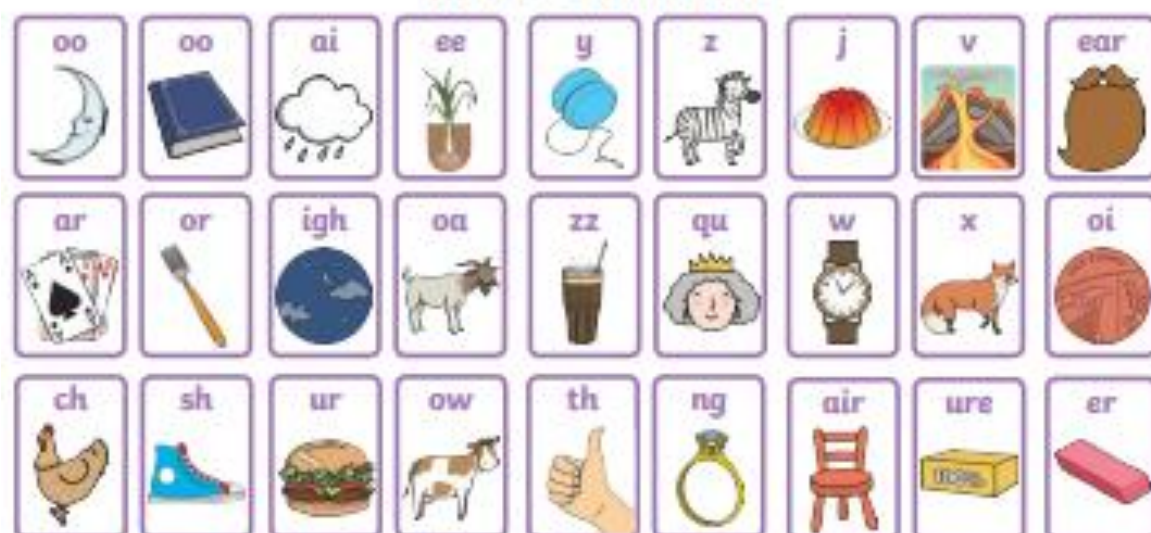 oo oo ai ee y z j v ear
ar or igh oa zz qu w x oi
ch sh ur ow th ng air ure er